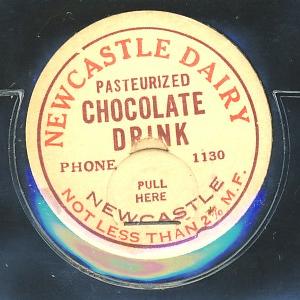 NEWCASTLE DAIRY
PASTEURIZED
CHOCOLATE
DRINK
PHONE 1130
PULL
HERE
NEWCASTLE
NOT LESS THAN 2% M.F.